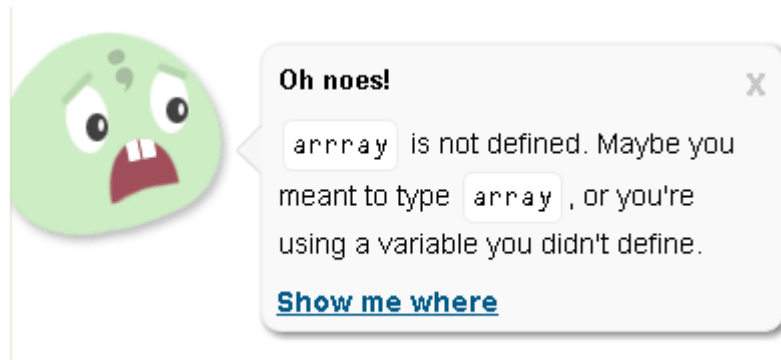 Oh noes!
X
arrray is not defined. Maybe you
meant to type array, or you're
using a variable you didn't define.
Show me where